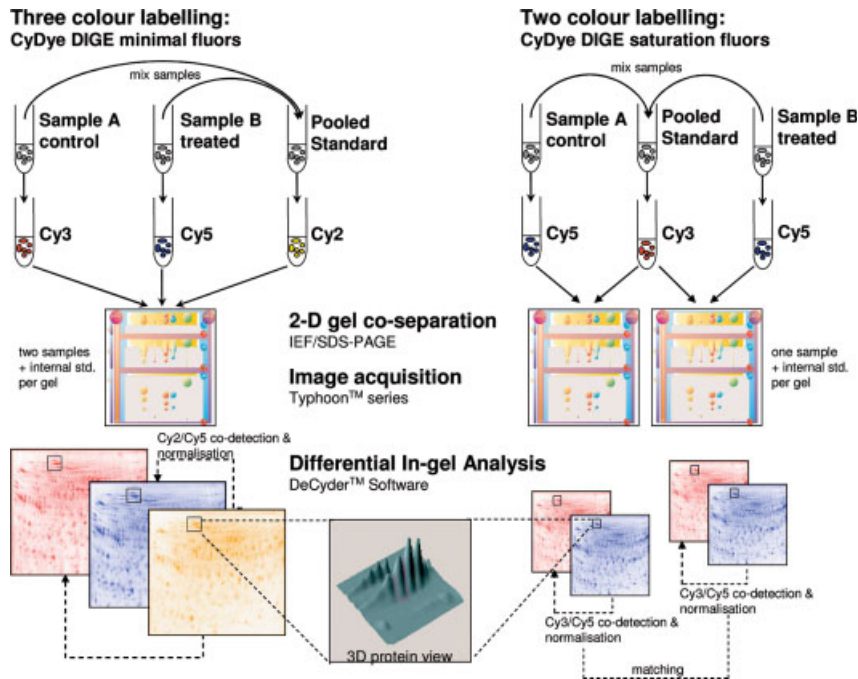 Three colour labelling:
CyDye DIGE minimal fluors
mix samples
Sample A
control
Sample B
treated
Pooled
Standard
Cy3
Cy5
Cy2
two samples
+ internal std.
per gel
Two colour labelling:
CyDye DIGE saturation fluors
mix samples
Sample A
control
Pooled
Standard
Sample B
treated
Cy5
Cy3
Cy5
one sample
+ internal std.
per gel
2-D gel co-separation
IEF/SDS-PAGE
Image acquisition
Typhoon™ series
Differential In-gel Analysis
DeCyder™ Software
Cy2/Cy5 co-detection &
normalisation
3D protein view
Cy3/Cy5 co-detection &
normalisation
Cy3/Cy5 co-detection &
normalisation
matching